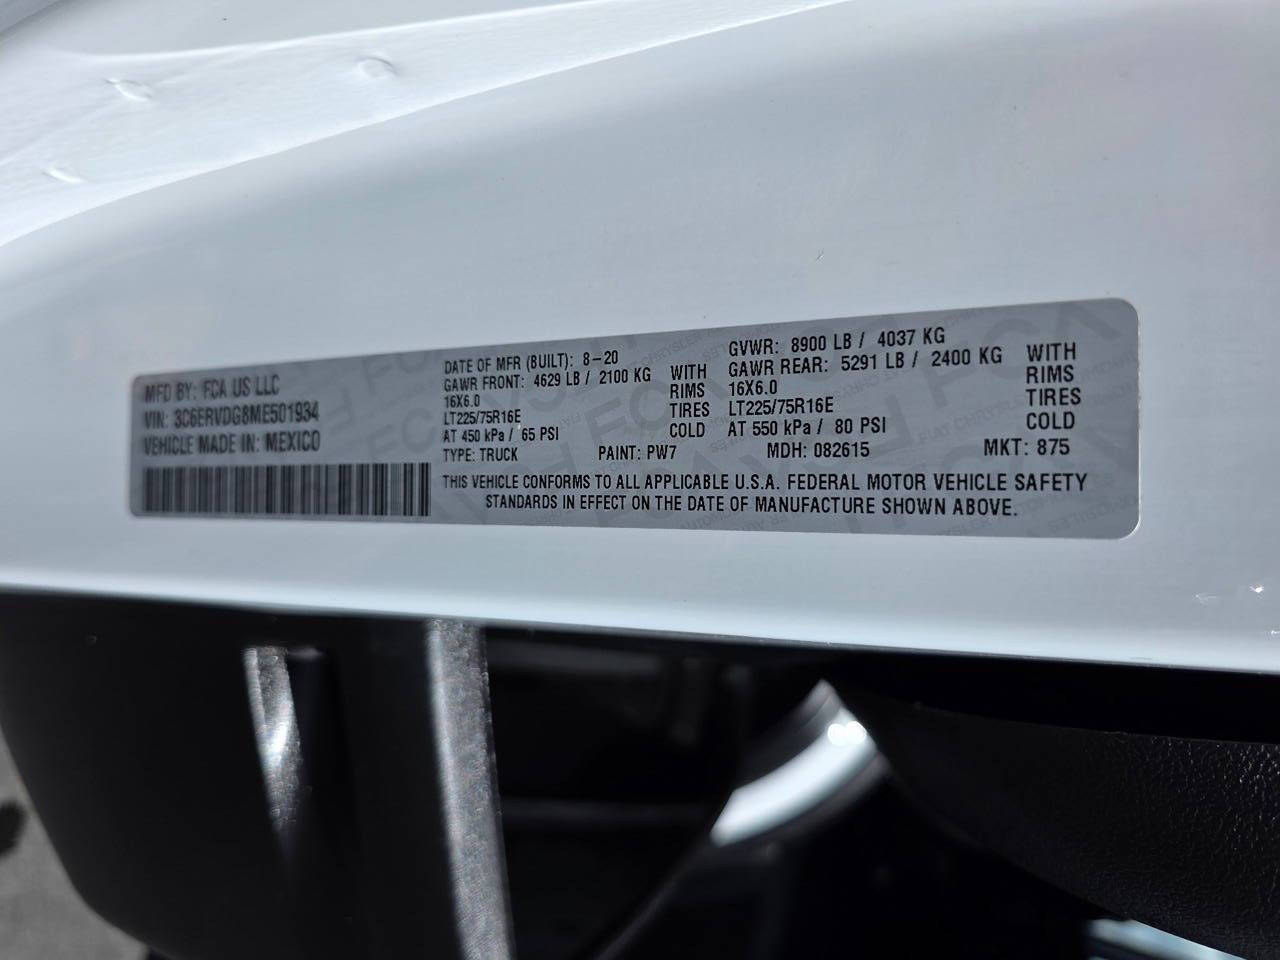 MFD BY: FCA US LLC
VIN: 3C6ERVDG8ME501934
VEHICLE MADE IN: MEXICO
DATE OF MFR (BUILT): 8-20
GAWR FRONT: 4629 LB / 2100 KG WITH
16X6.0 RIMS
LT225/75R16E TIRES
AT 450 kPa / 65 PSI COLD
GVWR: 8900 LB / 4037 KG
GAWR REAR: 5291 LB / 2400 KG WITH
16X6.0 RIMS
LT225/75R16E TIRES
AT 550 kPa / 80 PSI COLD
TYPE: TRUCK PAINT: PW7 MDH: 082615 MKT: 875
THIS VEHICLE CONFORMS TO ALL APPLICABLE U.S.A. FEDERAL MOTOR VEHICLE SAFETY
STANDARDS IN EFFECT ON THE DATE OF MANUFACTURE SHOWN ABOVE.